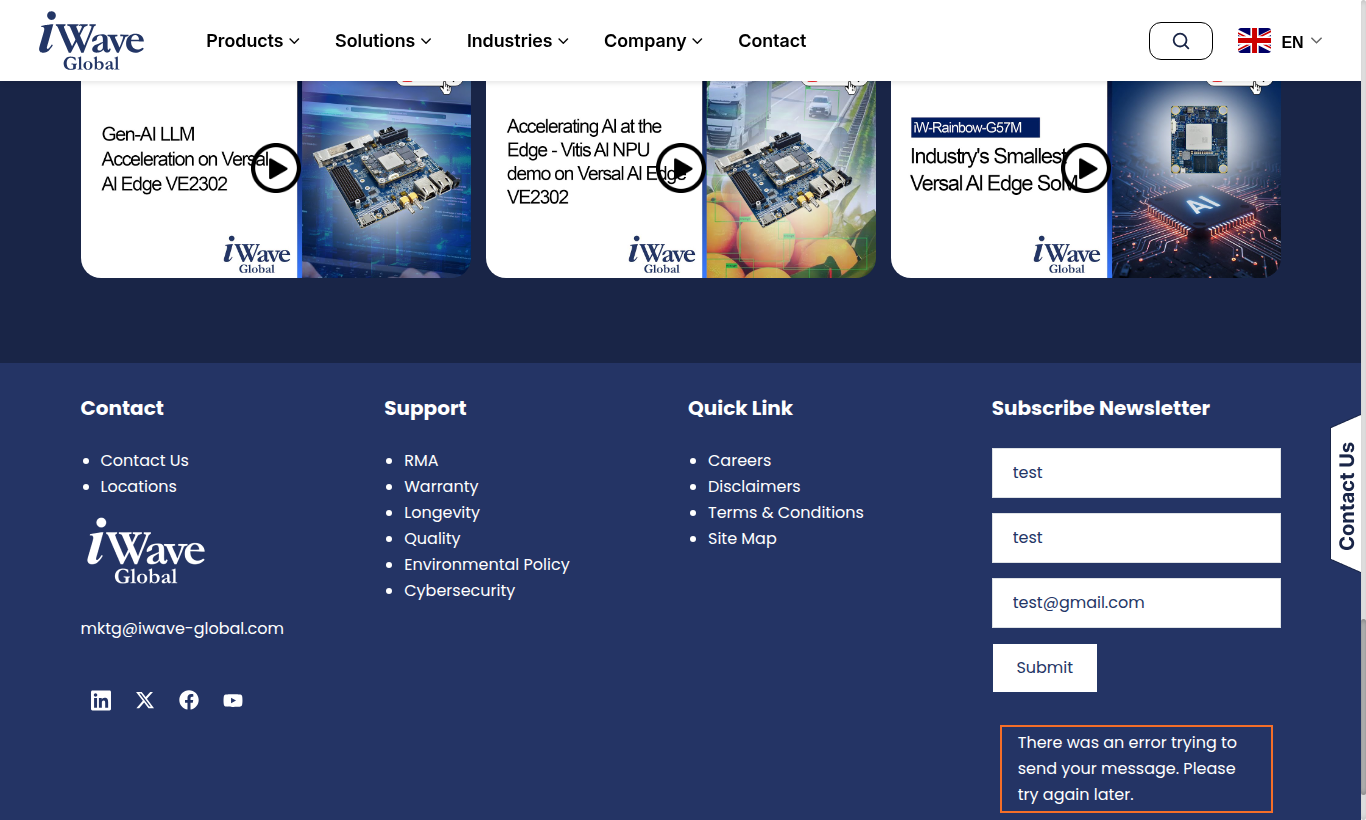 iWave
Global
Products
Solutions
Industries
Company
Contact
EN
Gen-AI LLM
Acceleration on Versal
AI Edge VE2302
iWave
Global
Accelerating AI at the
Edge - Vitis AI NPU
demo on Versal AI Edge
VE2302
iWave
Global
iW-Rainbow-G57M
Industry's Smallest
Versal AI Edge SoM
iWave
Global
AI
Contact
Contact Us
Locations
iWave
Global
mktg@iwave-global.com
Support
RMA
Warranty
Longevity
Quality
Environmental Policy
Cybersecurity
Quick Link
Careers
Disclaimers
Terms & Conditions
Site Map
Subscribe Newsletter
test
test
test@gmail.com
Submit
There was an error trying to
send your message. Please
try again later.
Contact Us